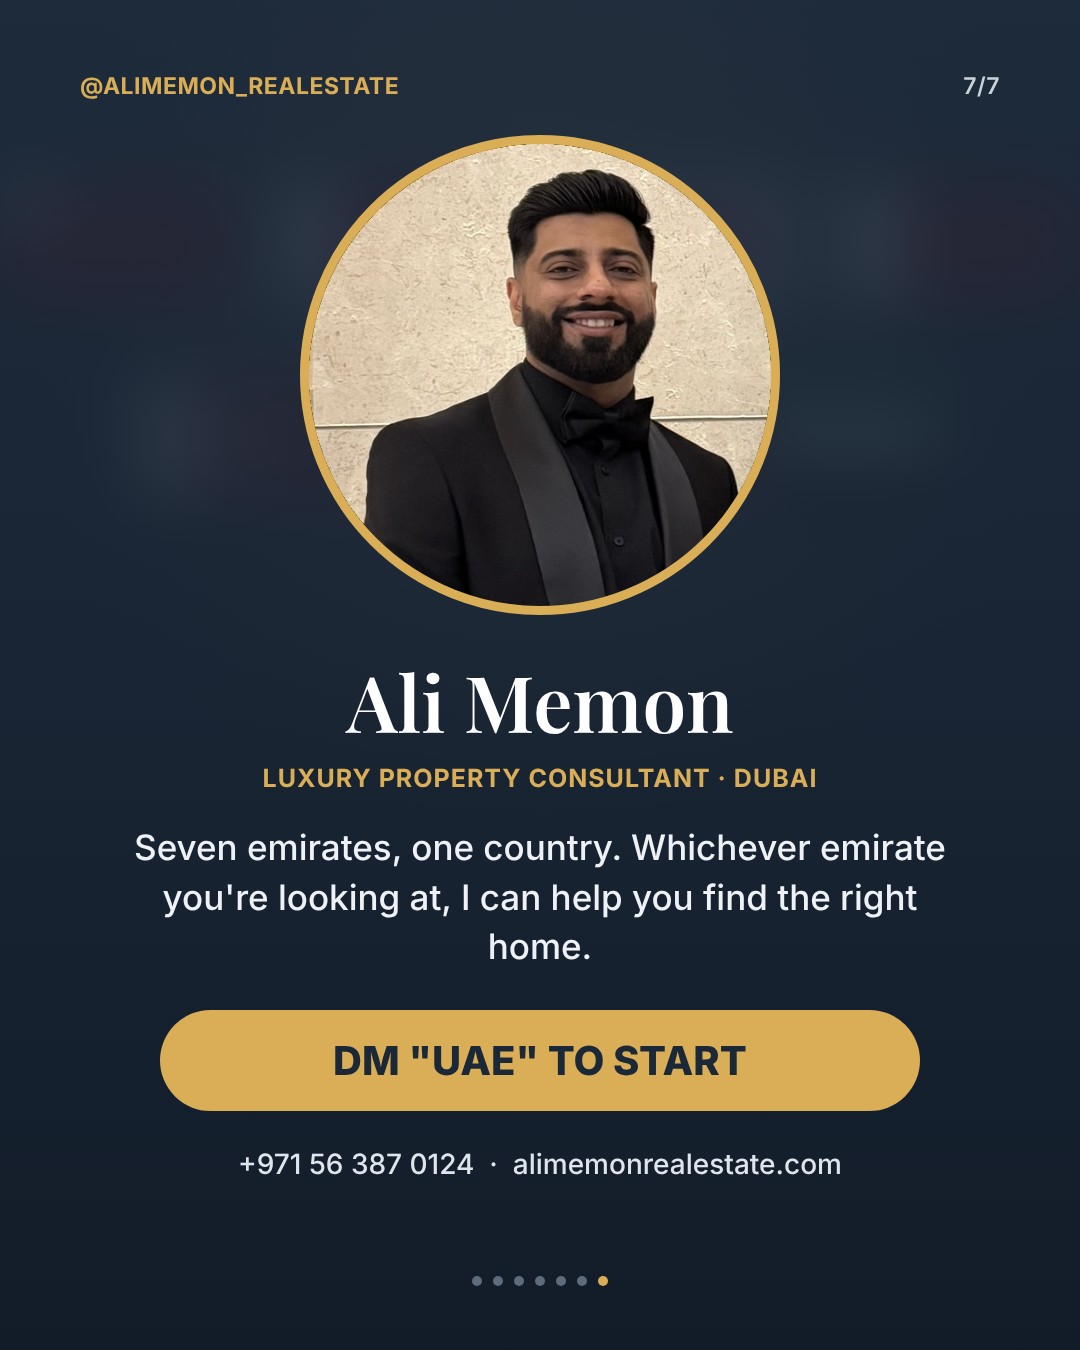 @ALIMEMON_REALESTATE
7/7
Ali Memon
LUXURY PROPERTY CONSULTANT · DUBAI
Seven emirates, one country. Whichever emirate
you're looking at, I can help you find the right
home.
DM "UAE" TO START
+971 56 387 0124 · alimemonrealestate.com